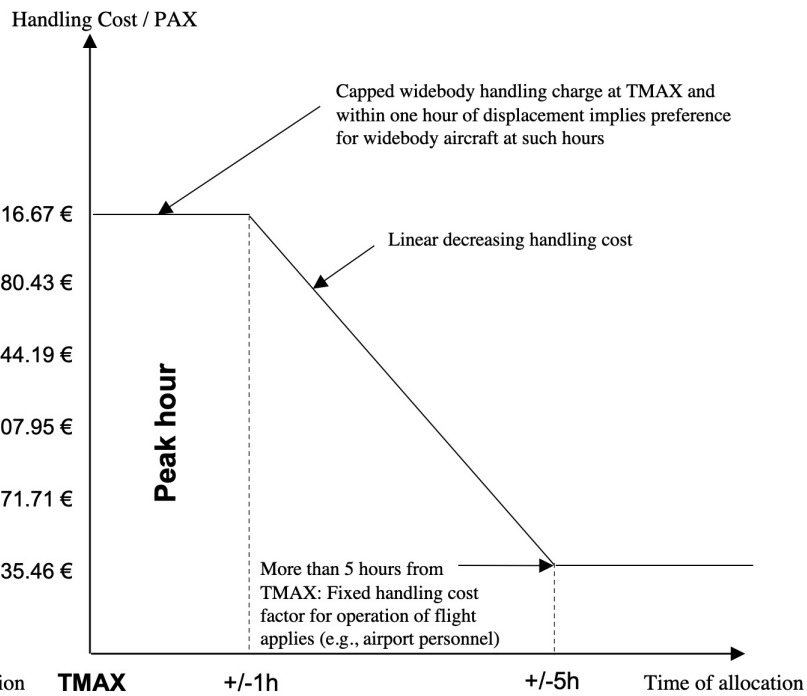 Handling Cost / PAX
Capped widebody handling charge at TMAX and
within one hour of displacement implies preference
for widebody aircraft at such hours
16.67 €
Linear decreasing handling cost
80.43 €
44.19 €
Peak hour
07.95 €
71.71 €
35.46 €
More than 5 hours from
TMAX: Fixed handling cost
factor for operation of flight
applies (e.g., airport personnel)
ion TMAX +/-1h +/-5h Time of allocation